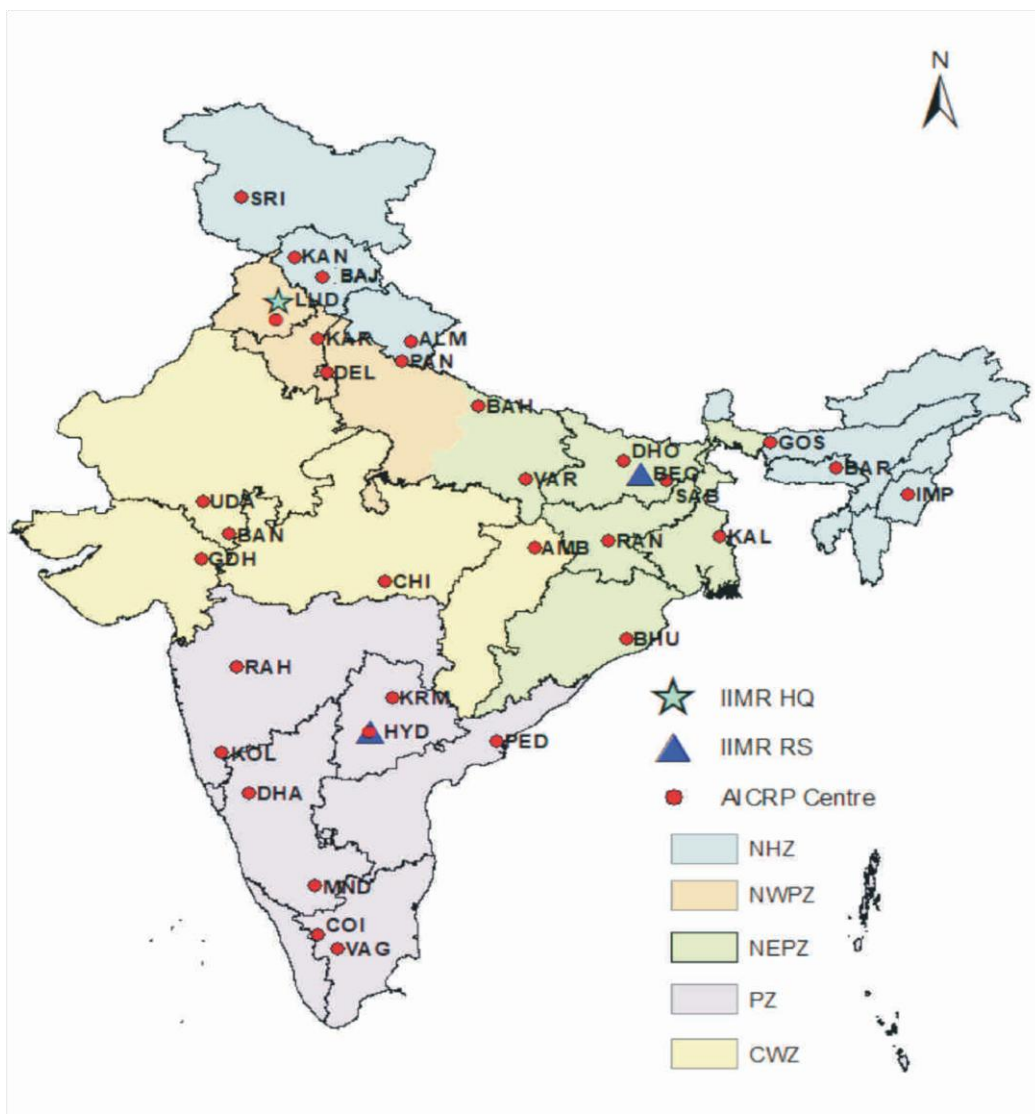 N
SRI
KAN
BAJ
LUD
KAR
ALM
PAN
DEL
BAH
DHO
GOS
BEG
BAR
VAR
SAB
IMP
UDA
BAN
AMB
RAN
KAL
GDH
CHI
BHU
RAH
KRM
HYD
PED
KOL
DHA
MND
COI
VAG
IIMR HQ
IIMR RS
AICRP Centre
NHZ
NWPZ
NEPZ
PZ
CWZ